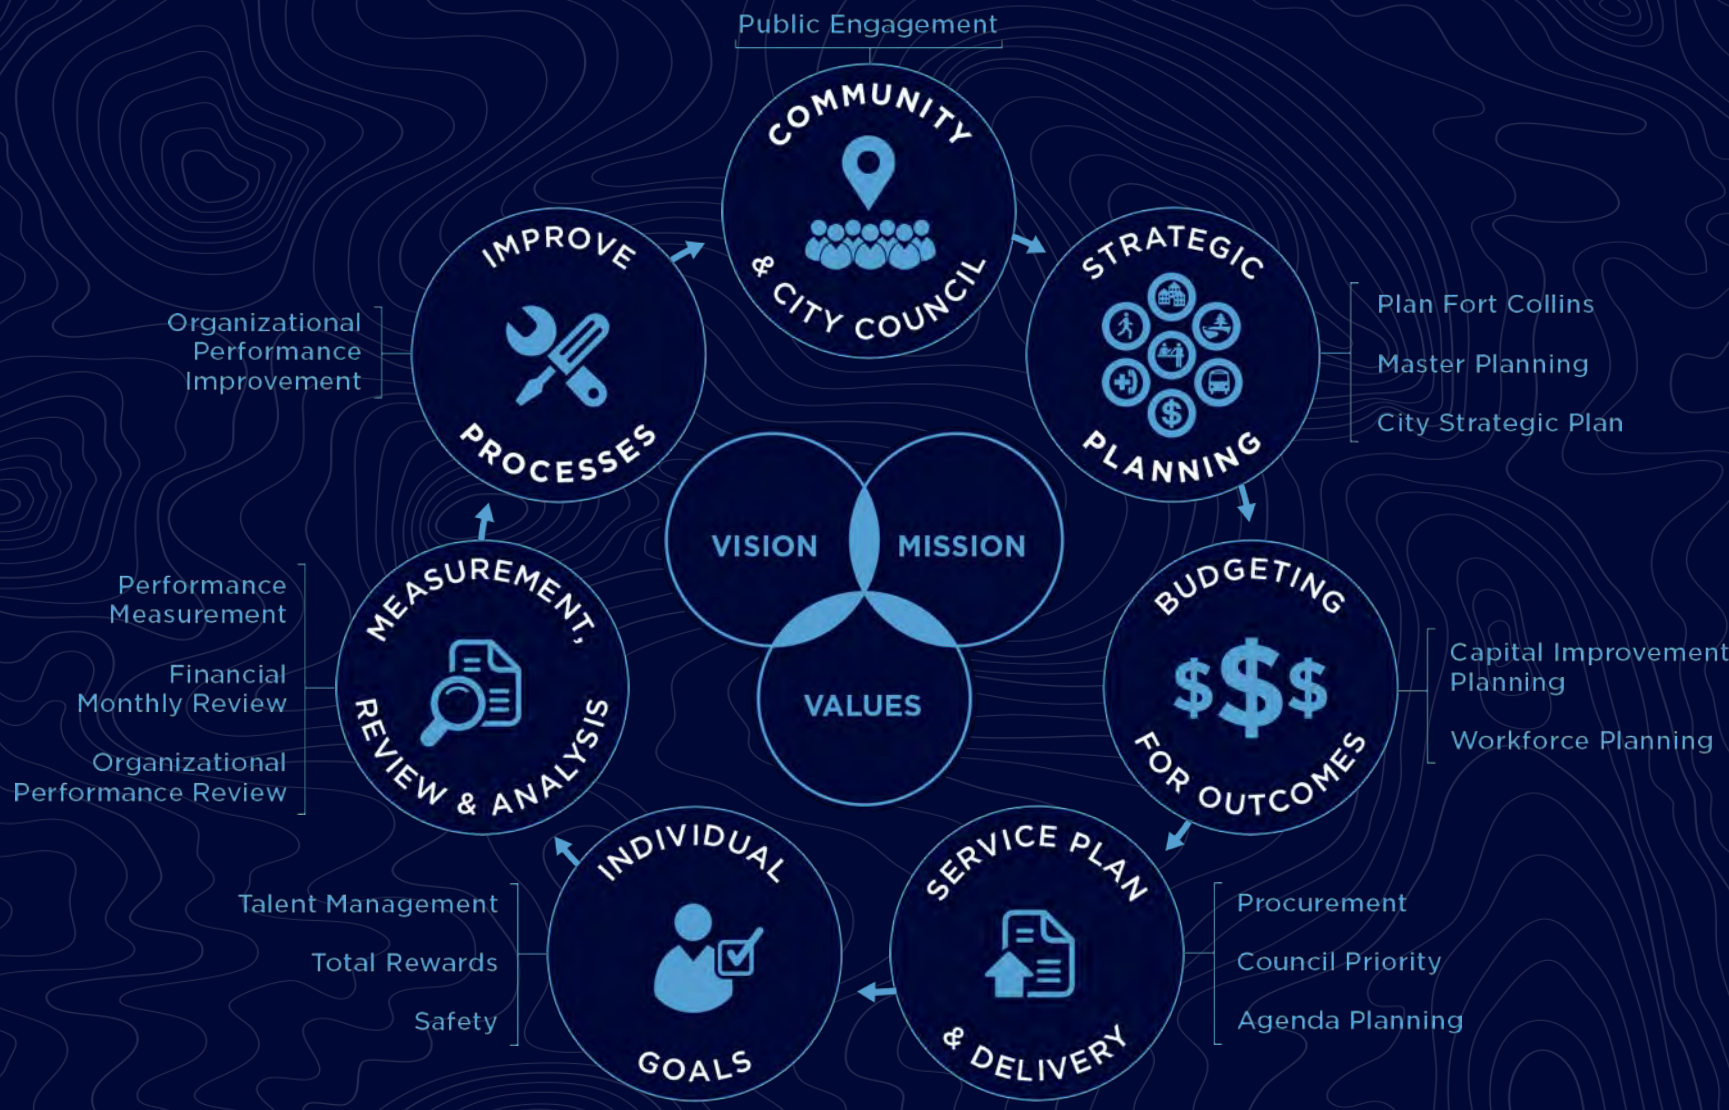 Public Engagement
COMMUNITY
& CITY COUNCIL
STRATEGIC
PLANNING
Plan Fort Collins
Master Planning
City Strategic Plan
BUDGETING
FOR OUTCOMES
Capital Improvement
Planning
Workforce Planning
SERVICE PLAN
& DELIVERY
Procurement
Council Priority
Agenda Planning
INDIVIDUAL
GOALS
Talent Management
Total Rewards
Safety
MEASUREMENT,
REVIEW & ANALYSIS
Performance
Measurement
Financial
Monthly Review
Organizational
Performance Review
IMPROVE
PROCESSES
Organizational
Performance
Improvement
VISION
MISSION
VALUES
$
$$$